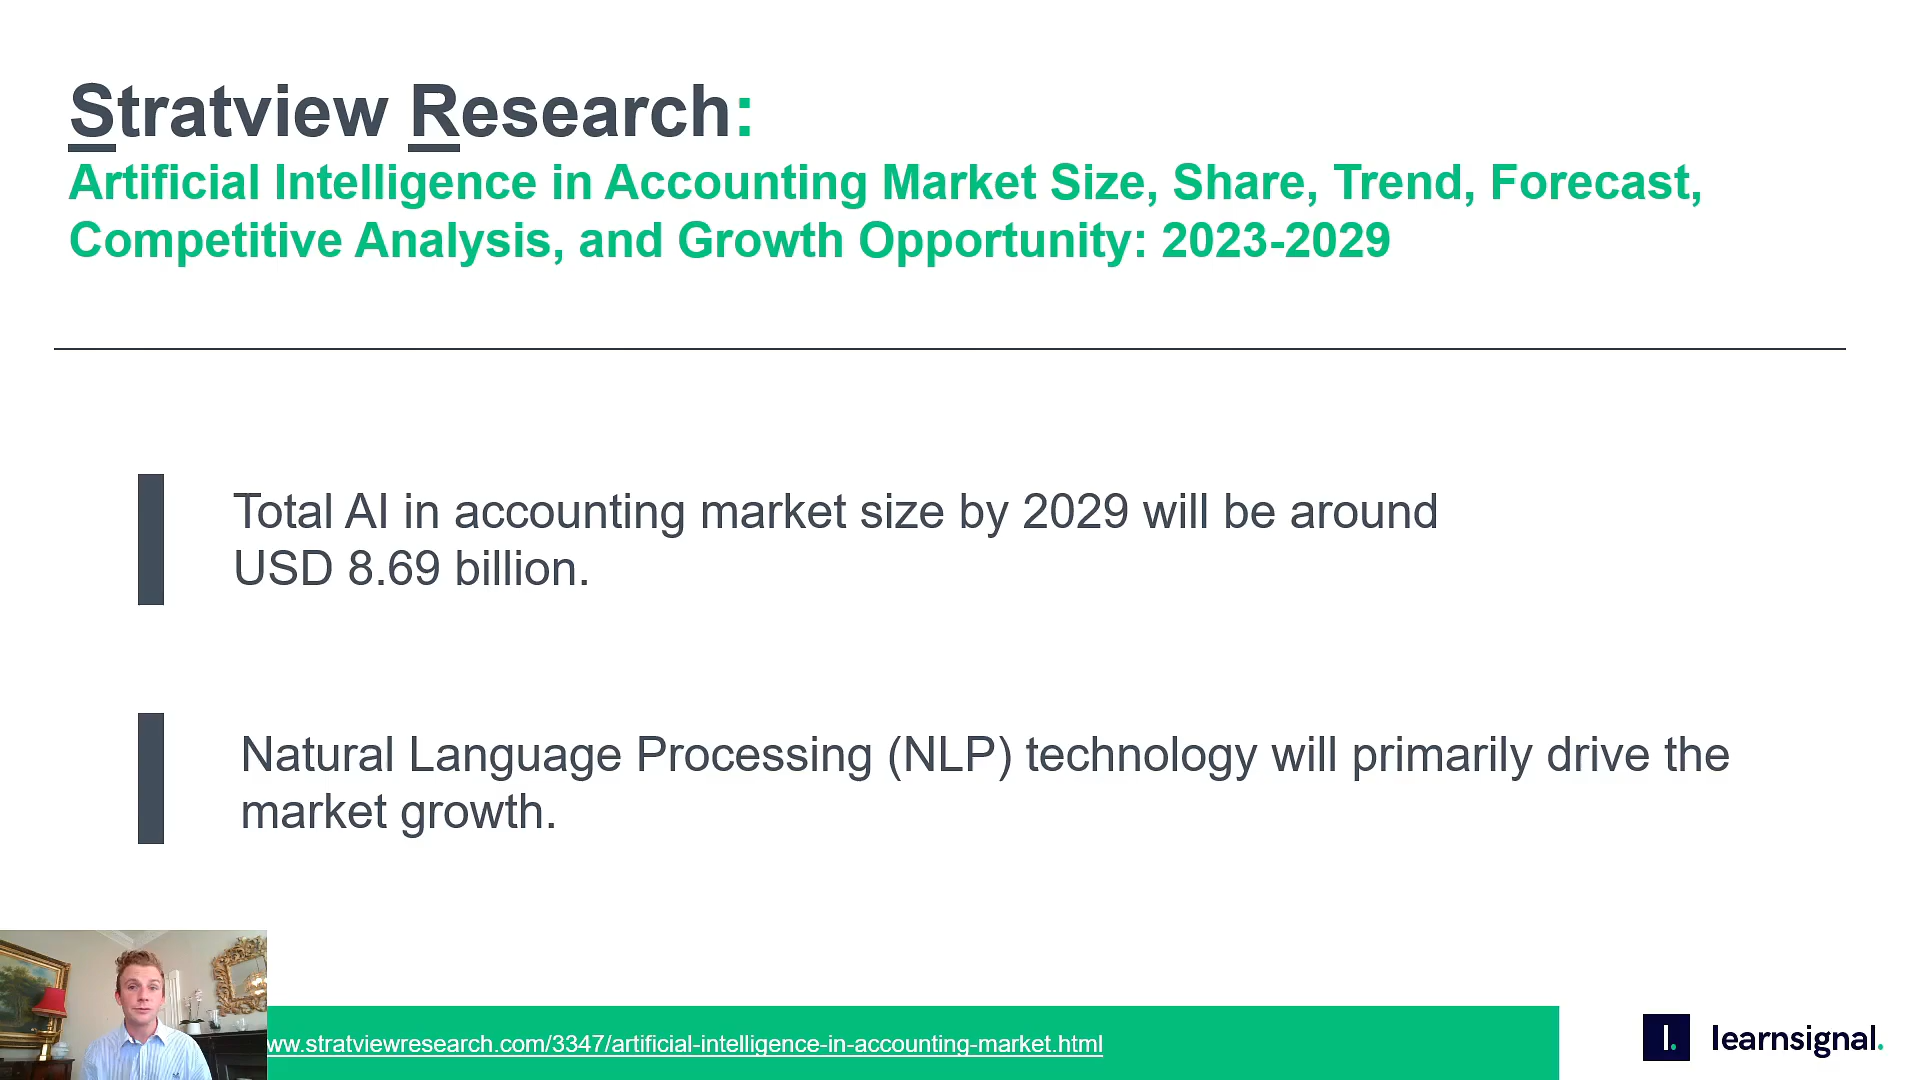 Stratview Research:
Artificial Intelligence in Accounting Market Size, Share, Trend, Forecast,
Competitive Analysis, and Growth Opportunity: 2023-2029
Total AI in accounting market size by 2029 will be around
USD 8.69 billion.
Natural Language Processing (NLP) technology will primarily drive the
market growth.
ww.stratviewresearch.com/3347/artificial-intelligence-in-accounting-market.html
l. learnsignal.